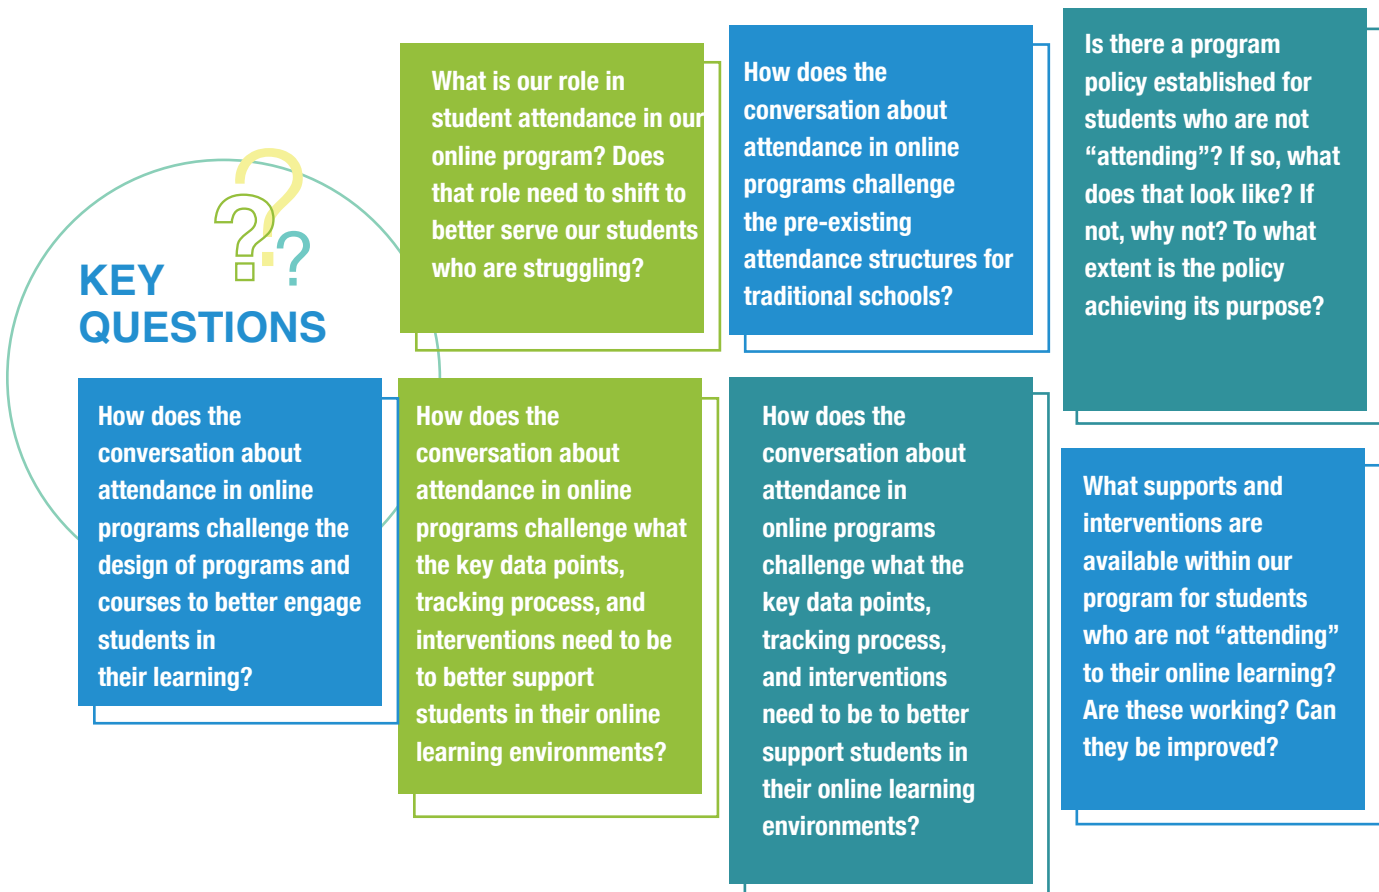 KEY
QUESTIONS
What is our role in
student attendance in our
online program? Does
that role need to shift to
better serve our students
who are struggling?
How does the
conversation about
attendance in online
programs challenge
the pre-existing
attendance structures for
traditional schools?
Is there a program
policy established for
students who are not
“attending”? If so, what
does that look like? If
not, why not? To what
extent is the policy
achieving its purpose?
How does the
conversation about
attendance in online
programs challenge the
design of programs and
courses to better engage
students in
their learning?
How does the
conversation about
attendance in online
programs challenge what
the key data points,
tracking process, and
interventions need to be
to better support
students in their online
learning environments?
How does the
conversation about
attendance in
online programs
challenge what the
key data points,
tracking process,
and interventions
need to be to better
support students in
their online learning
environments?
What supports and
interventions are
available within our
program for students
who are not “attending”
to their online learning?
Are these working? Can
they be improved?